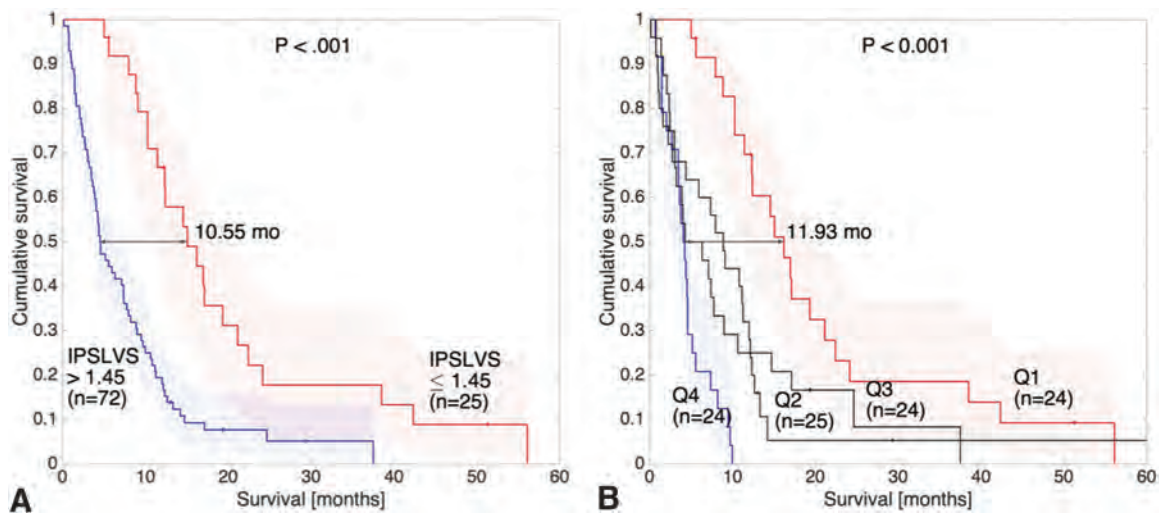 P < .001
1
0.9
0.8
0.7
0.6
0.5
0.4
0.3
0.2
0.1
0
Cumulative survival
10.55 mo
IPSLVS
> 1.45
(n=72)
IPSLVS
≤ 1.45
(n=25)
0 10 20 30 40 50 60
Survival [months]
A
P < 0.001
1
0.9
0.8
0.7
0.6
0.5
0.4
0.3
0.2
0.1
0
Cumulative survival
11.93 mo
Q4
(n=24)
Q2
(n=25)
Q3
(n=24)
Q1
(n=24)
0 10 20 30 40 50 60
Survival [months]
B